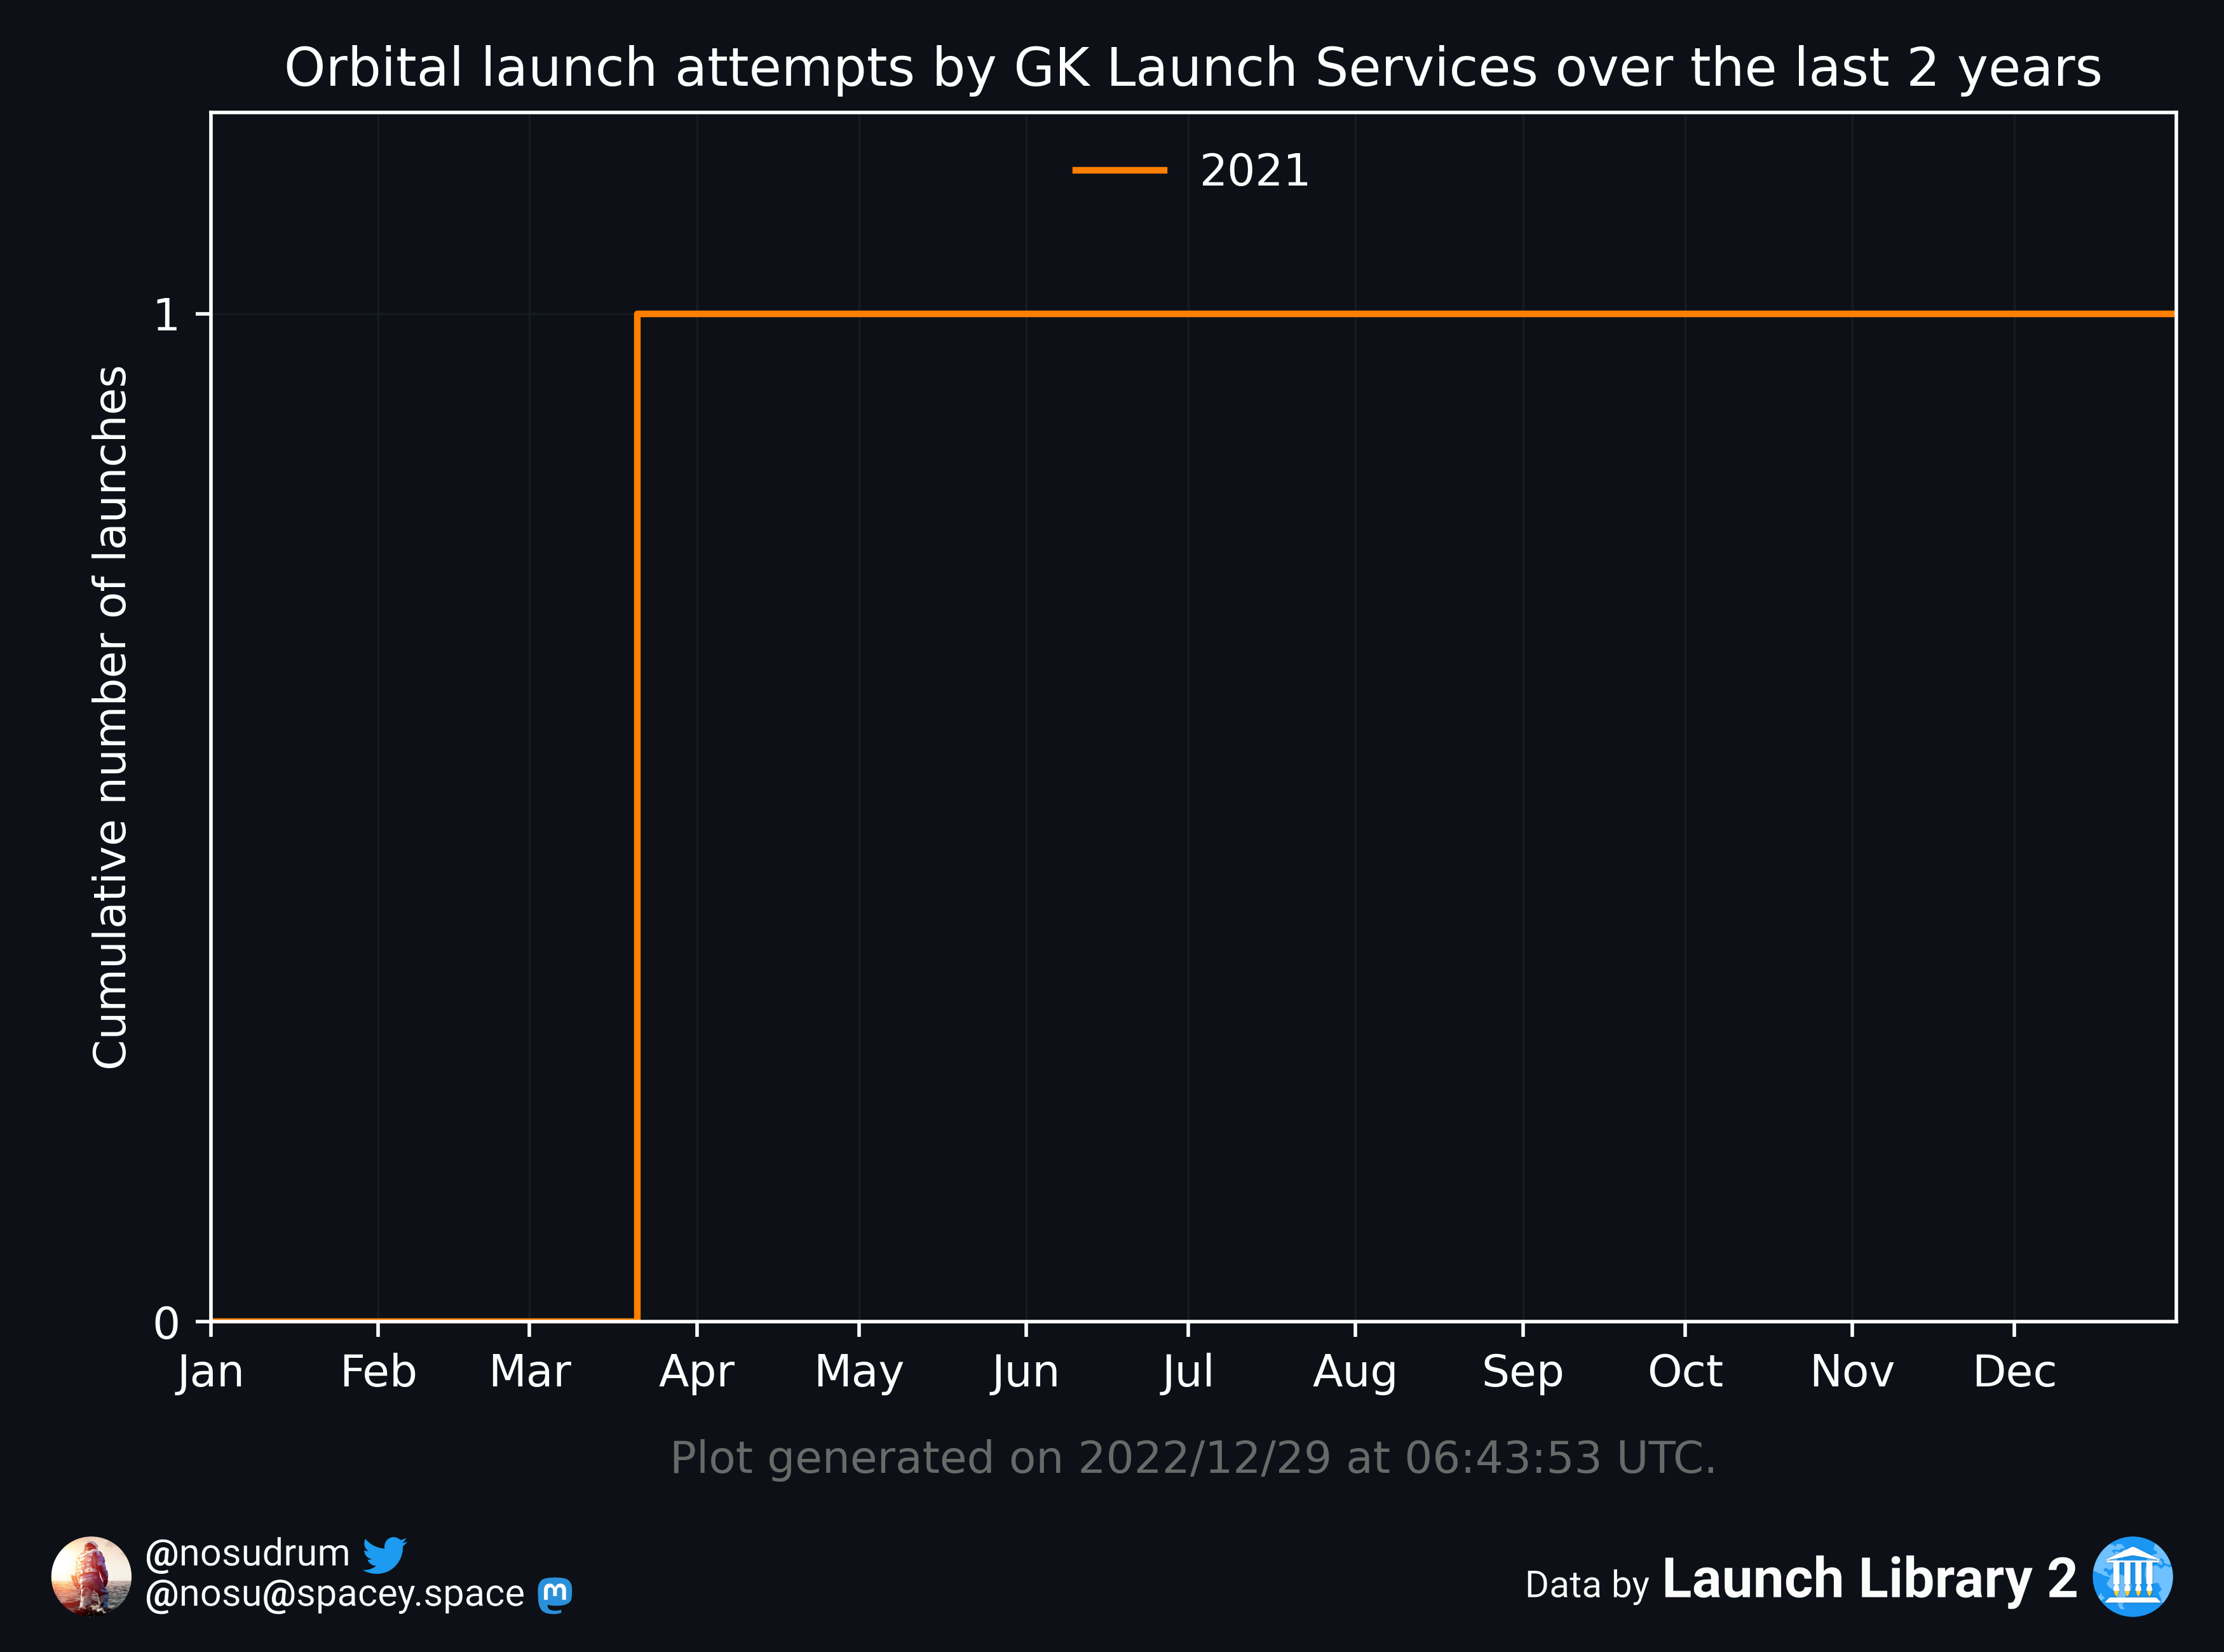 Orbital launch attempts by GK Launch Services over the last 2 years
2021
1
Cumulative number of launches
0
Jan Feb Mar Apr May Jun Jul Aug Sep Oct Nov Dec
Plot generated on 2022/12/29 at 06:43:53 UTC.
@nosudrum
@nosu@spacey.space
Data by Launch Library 2